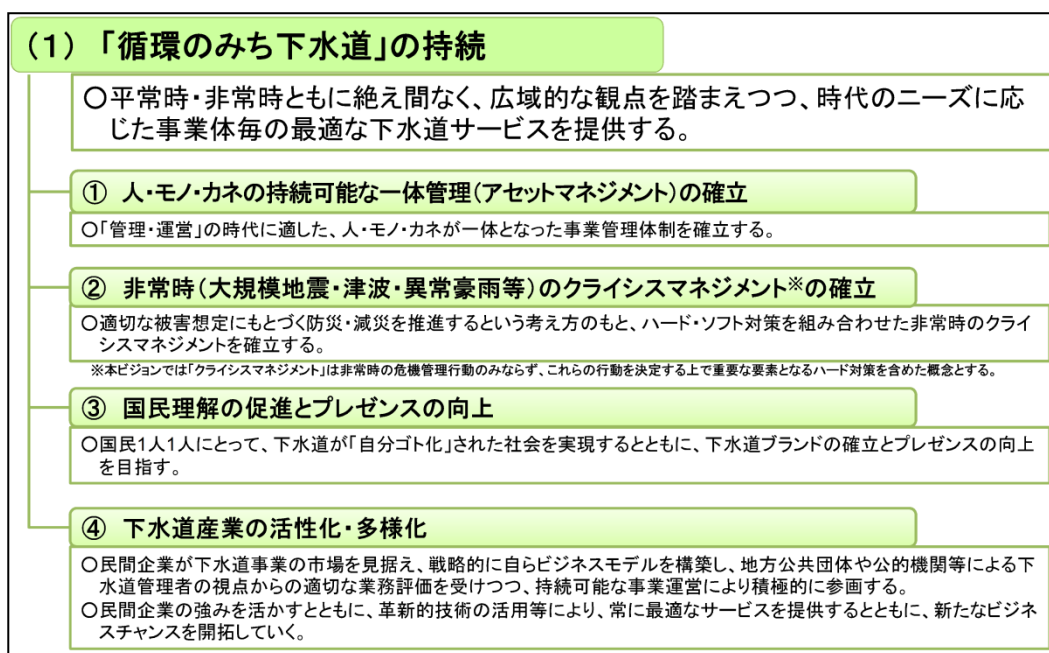 (1) 「循環のみち下水道」の持続
○平常時・非常時ともに絶え間なく、広域的な観点を踏まえつつ、時代のニーズに応
じた事業体毎の最適な下水道サービスを提供する。
① 人・モノ・カネの持続可能な一体管理(アセットマネジメント)の確立
○「管理・運営」の時代に適した、人・モノ・カネが一体となった事業管理体制を確立する。
② 非常時(大規模地震・津波・異常豪雨等)のクライシスマネジメント※の確立
○適切な被害想定にもとづく防災・減災を推進するという考え方のもと、ハード・ソフト対策を組み合わせた非常時のクライ
シスマネジメントを確立する。
※本ビジョンでは「クライシスマネジメント」は非常時の危機管理行動のみならず、これらの行動を決定する上で重要な要素となるハード対策を含めた概念とする。
③ 国民理解の促進とプレゼンスの向上
○国民1人1人にとって、下水道が「自分ゴト化」された社会を実現するとともに、下水道ブランドの確立とプレゼンスの向上
を目指す。
④ 下水道産業の活性化・多様化
○民間企業が下水道事業の市場を見据え、戦略的に自らビジネスモデルを構築し、地方公共団体や公的機関等による下
水道管理者の視点からの適切な業務評価を受けつつ、持続可能な事業運営により積極的に参画する。
○民間企業の強みを活かすとともに、革新的技術の活用等により、常に最適なサービスを提供するとともに、新たなビジネ
スチャンスを開拓していく。